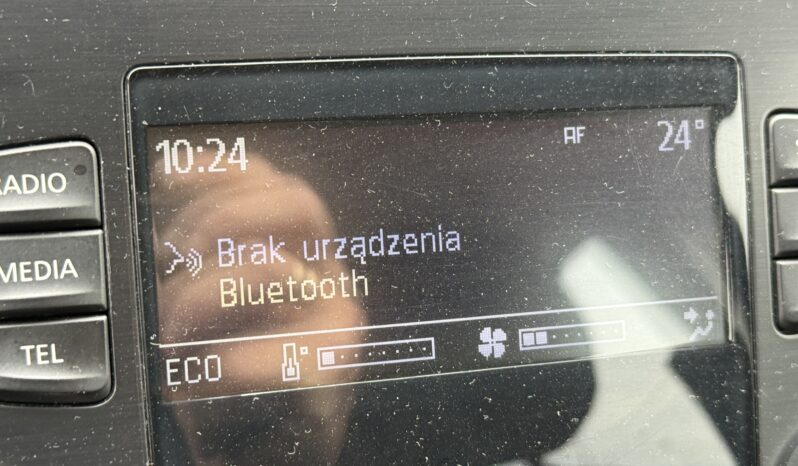 10:24
AF
24°
RADIO
MEDIA
TEL
Brak urządzenia
Bluetooth
ECO